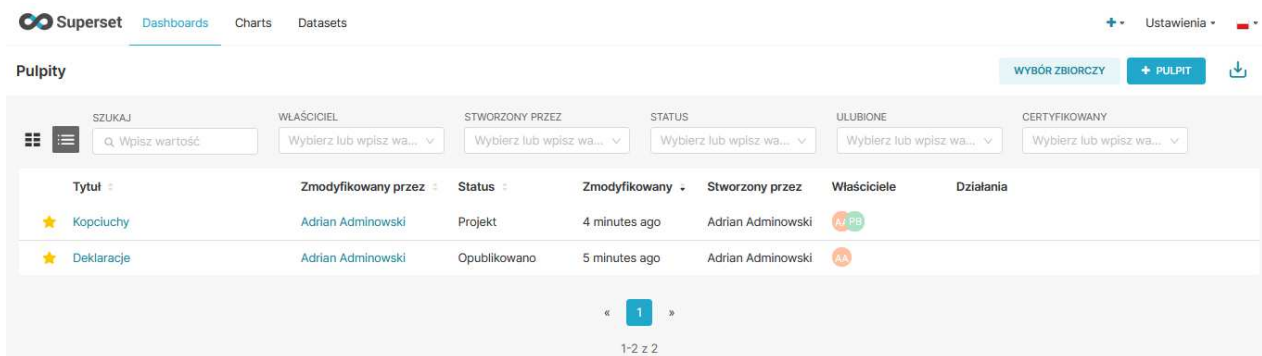 Superset Dashboards Charts Datasets + Ustawienia
Pulpity WYBÓR ZBIORCZY + PULPIT
SZUKAJ WŁAŚCICIEL STWORZONY PRZEZ STATUS ULUBIONE CERTYFIKOWANY
Wpisz wartość Wybierz lub wpisz wa... Wybierz lub wpisz wa... Wybierz lub wpisz wa... Wybierz lub wpisz wa... Wybierz lub wpisz wa...
Tytuł Zmodyfikowany przez Status Zmodyfikowany Stworzony przez Właściciele Działania
Kopciuchy Adrian Adminowski Projekt 4 minutes ago Adrian Adminowski AA PB
Deklaracje Adrian Adminowski Opublikowano 5 minutes ago Adrian Adminowski AA
« 1 »
1-2 z 2